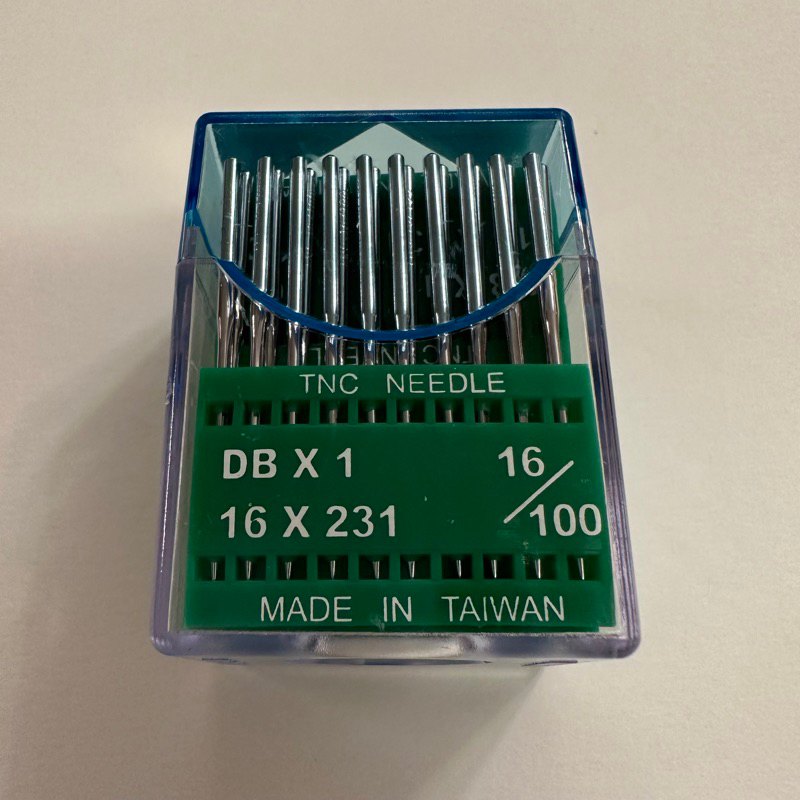 TNC NEEDLE
DB X 1 16/100
16 X 231
MADE IN TAIWAN